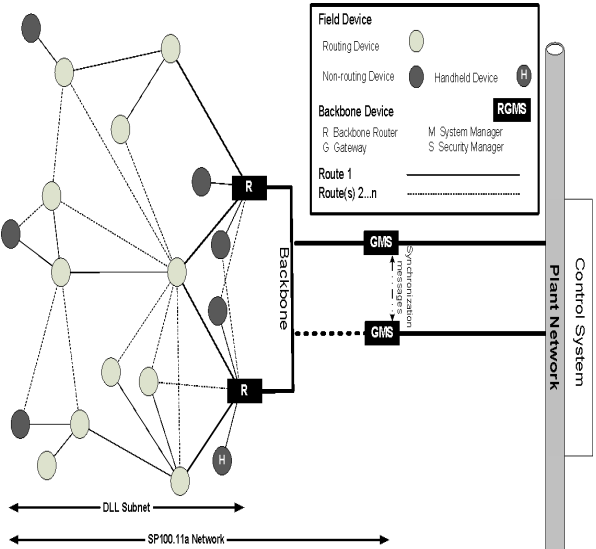 Field Device
Routing Device
Non-routing Device
Handheld Device
H
Backbone Device
RGMS
R Backbone Router
M System Manager
G Gateway
S Security Manager
Route 1
Route(s) 2...n
R
GMS
Synchronization
messages
GMS
Backbone
Plant Network
Control System
R
H
DLL Subnet
SP100.11a Network